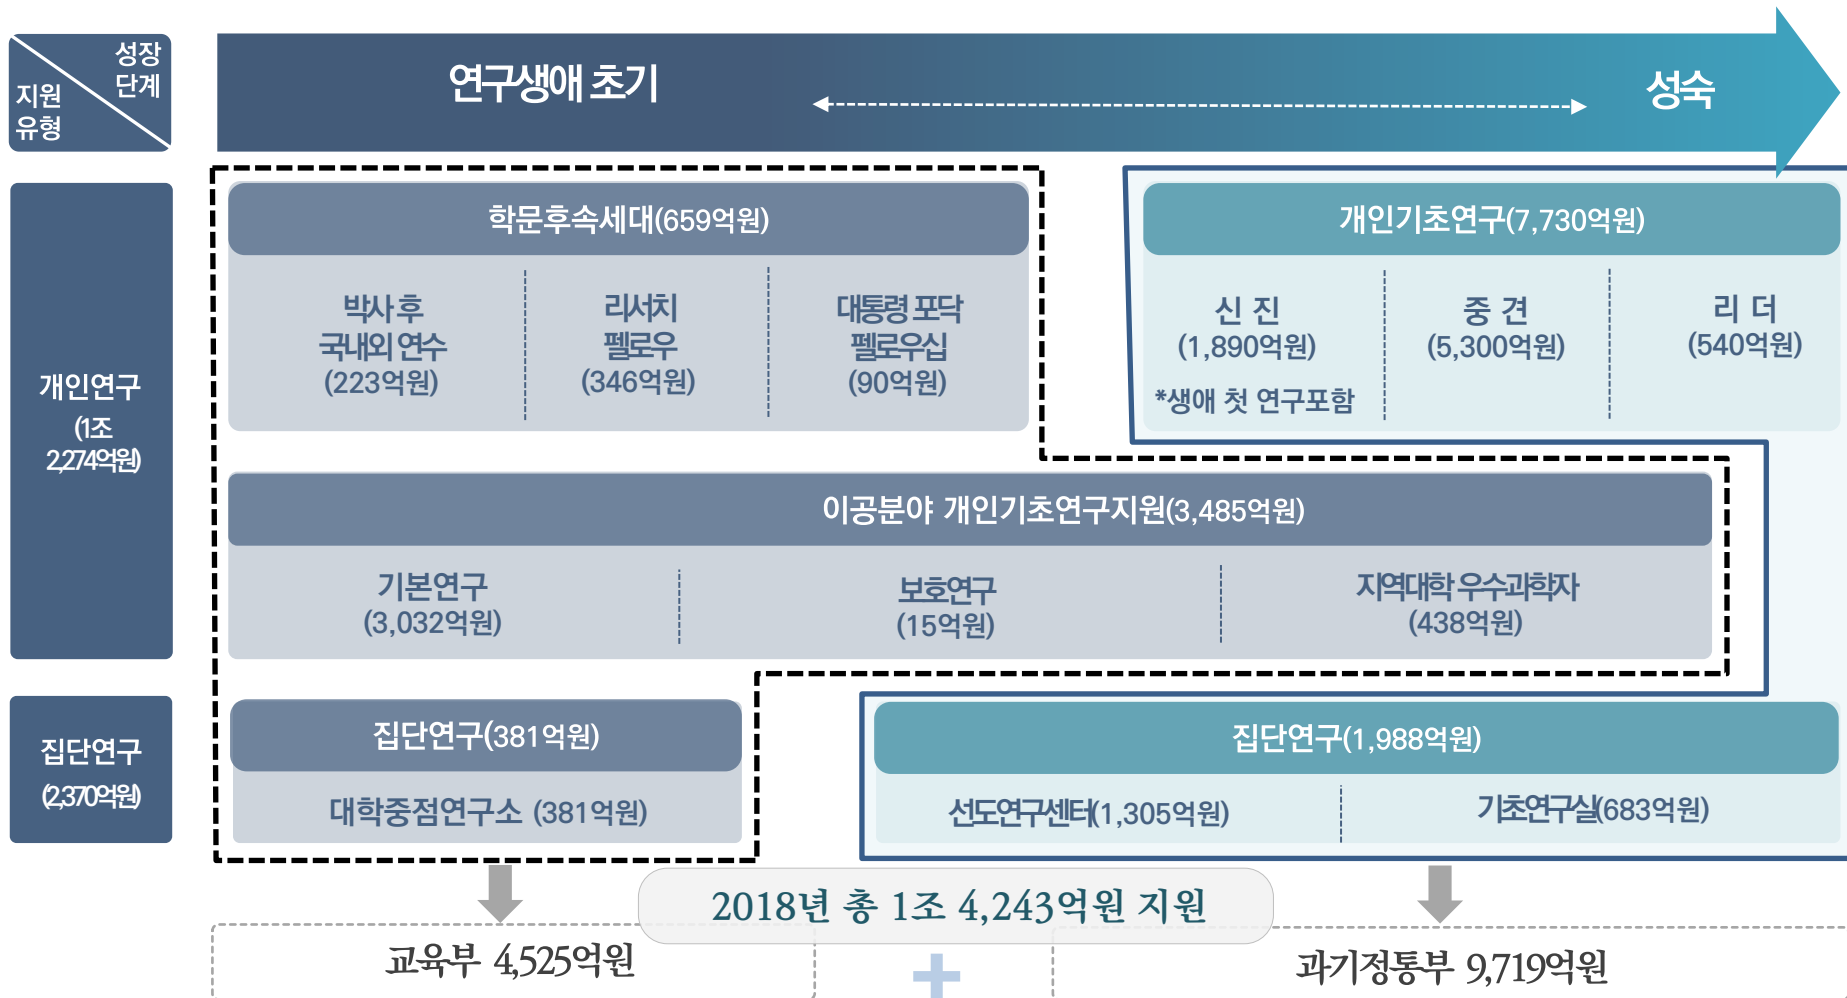 성장
단계
지원
유형
연구생애 초기
성숙
개인연구
(1조
2,274억원)
학문후속세대(659억원)
박사 후
국내외 연수
(223억원)
리서치
펠로우
(346억원)
대통령 포닥
펠로우십
(90억원)
개인기초연구(7,730억원)
신 진
(1,890억원)
*생애 첫 연구포함
중 견
(5,300억원)
리 더
(540억원)
이공분야 개인기초연구지원(3,485억원)
기본연구
(3,032억원)
보호연구
(15억원)
지역대학 우수과학자
(438억원)
집단연구
(2,370억원)
집단연구(381억원)
대학중점연구소 (381억원)
집단연구(1,988억원)
선도연구센터(1,305억원)
기초연구실(683억원)
2018년 총 1조 4,243억원 지원
교육부 4,525억원
과기정통부 9,719억원